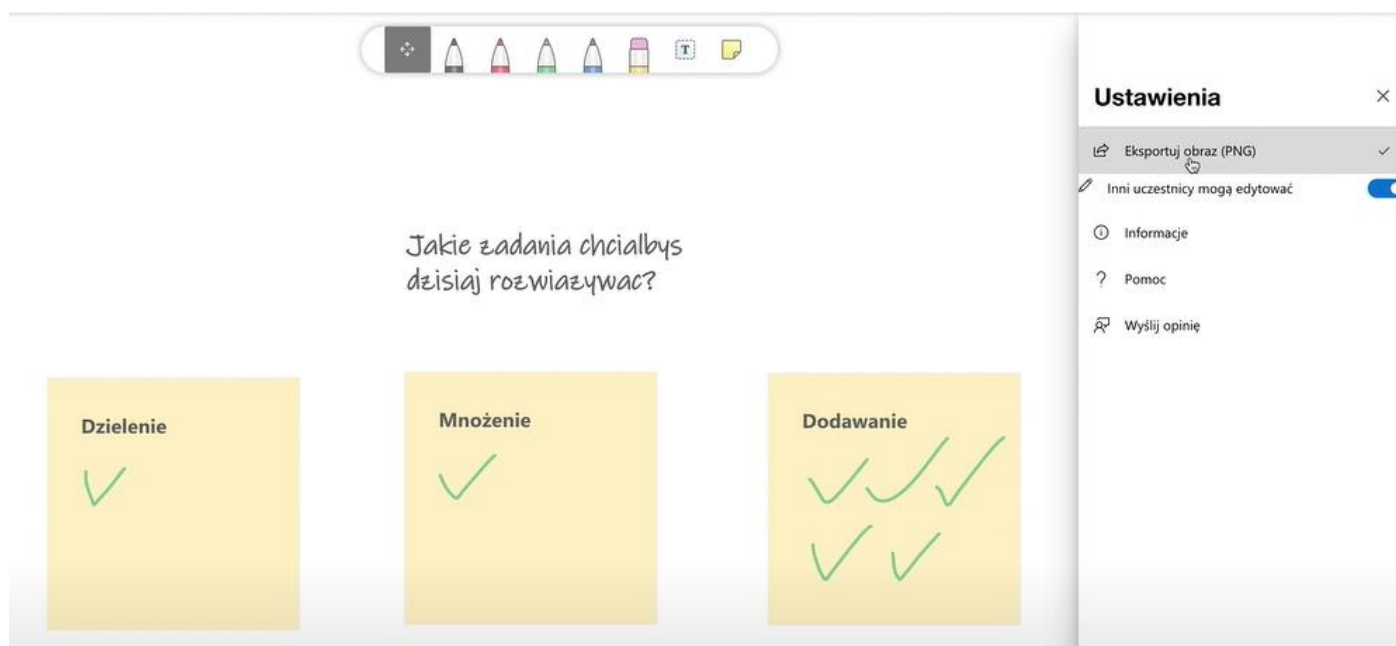 T
Ustawienia
Eksportuj obraz (PNG)
Inni uczestnicy mogą edytować
Informacje
Pomoc
Wyślij opinię
Jakie zadania chcialbys
dzisiaj rozwiazywac?
Dzielenie
Mnożenie
Dodawanie